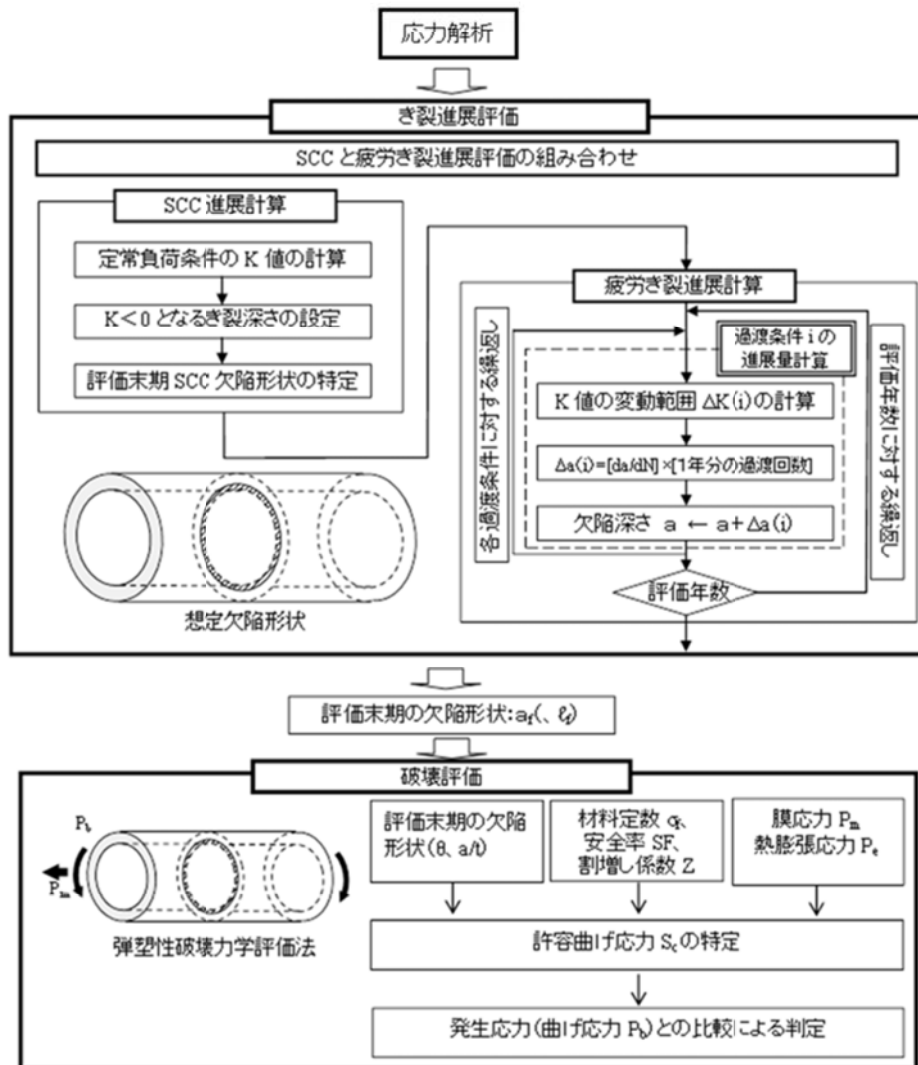 応力解析
き裂進展評価
SCCと疲労き裂進展評価の組み合わせ
SCC 進展計算
定常負荷条件の K 値の計算
K<0 となるき裂深さの設定
評価末期 SCC 欠陥形状の特定
想定欠陥形状
疲労き裂進展計算
過渡条件 i の
進展量計算
各過渡条件に対する繰返し
評価年数に対する繰返し
K 値の変動範囲 ΔK(i)の計算
Δa(i)=[da/dN]×[1年分の過渡回数]
欠陥深さ a ← a+Δa(i)
評価年数
評価末期の欠陥形状:af(、ℓf)
破壊評価
Pb
Pm
弾塑性破壊力学評価法
評価末期の欠陥
形状(θ、a/t)
材料定数 σf、
安全率 SF、
割増し係数 Z
膜応力 Pm
熱膨張応力 Pe
許容曲げ応力 Sc の特定
発生応力(曲げ応力 Pb)との比較による判定